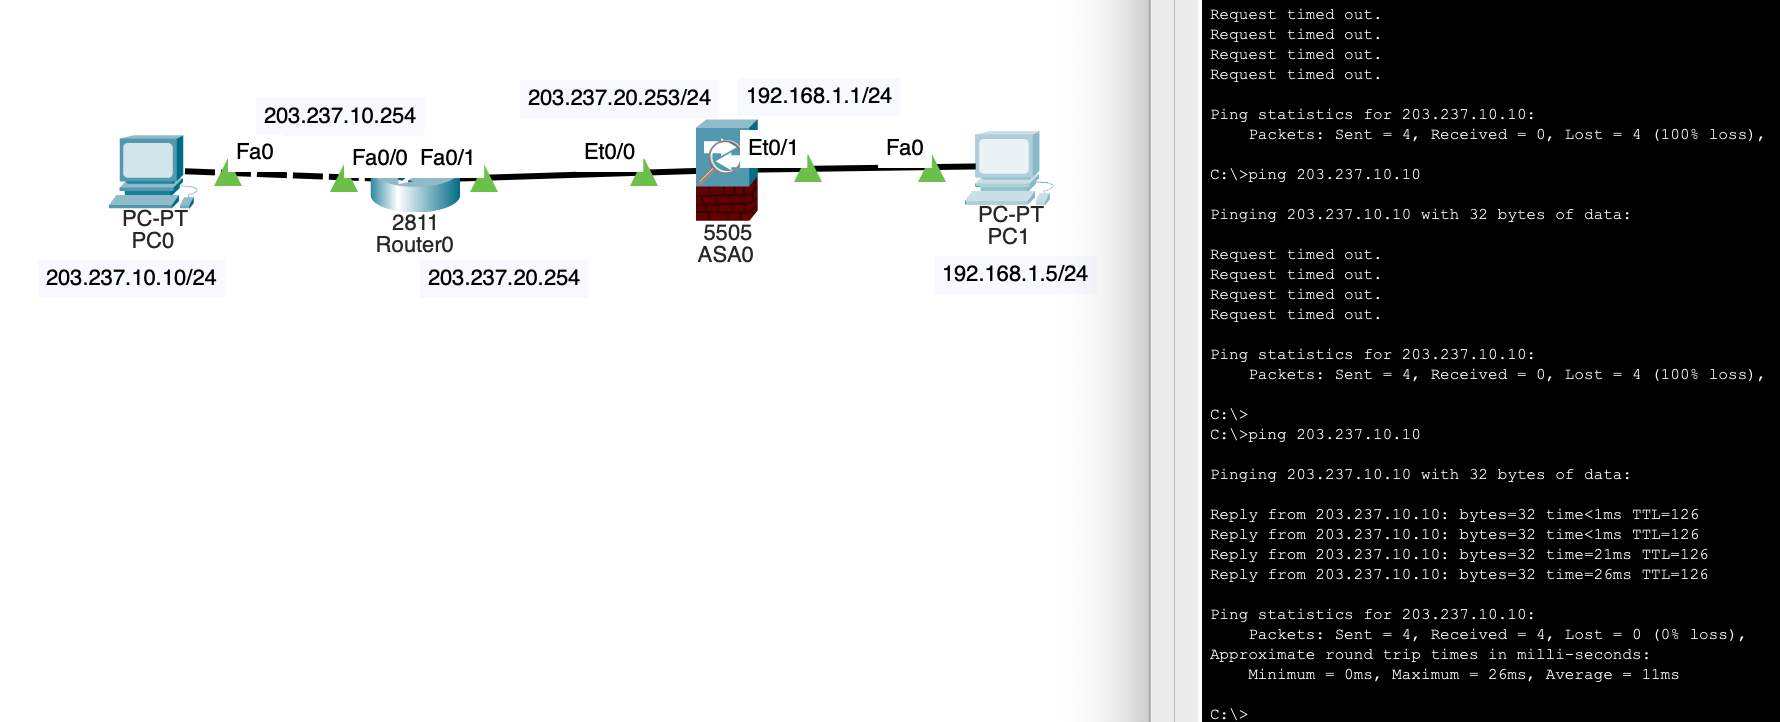 203.237.10.254
203.237.20.253/24
192.168.1.1/24
Fa0
Fa0/0
Fa0/1
Et0/0
Et0/1
Fa0
PC-PT
PC0
2811
Router0
5505
ASA0
PC-PT
PC1
203.237.10.10/24
203.237.20.254
192.168.1.5/24
Request timed out.
Request timed out.
Request timed out.
Request timed out.
Ping statistics for 203.237.10.10:
Packets: Sent = 4, Received = 0, Lost = 4 (100% loss),
C:\>ping 203.237.10.10
Pinging 203.237.10.10 with 32 bytes of data:
Request timed out.
Request timed out.
Request timed out.
Request timed out.
Ping statistics for 203.237.10.10:
Packets: Sent = 4, Received = 0, Lost = 4 (100% loss),
C:\>
C:\>ping 203.237.10.10
Pinging 203.237.10.10 with 32 bytes of data:
Reply from 203.237.10.10: bytes=32 time<1ms TTL=126
Reply from 203.237.10.10: bytes=32 time<1ms TTL=126
Reply from 203.237.10.10: bytes=32 time=21ms TTL=126
Reply from 203.237.10.10: bytes=32 time=26ms TTL=126
Ping statistics for 203.237.10.10:
Packets: Sent = 4, Received = 4, Lost = 0 (0% loss),
Approximate round trip times in milli-seconds:
Minimum = 0ms, Maximum = 26ms, Average = 11ms
C:\>